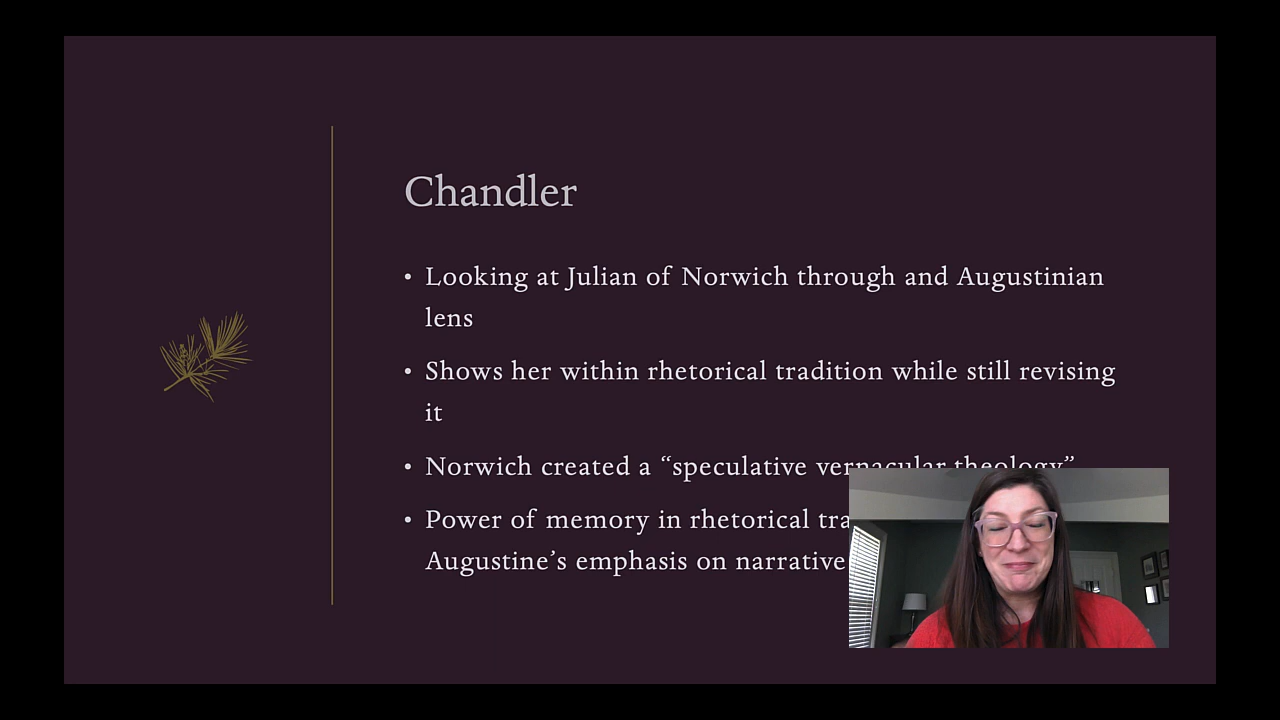 Chandler
• Looking at Julian of Norwich through and Augustinian
lens
• Shows her within rhetorical tradition while still revising
it
• Norwich created a “speculative vernacular theology”
• Power of memory in rhetorical
Augustine’s emphasis on narrative